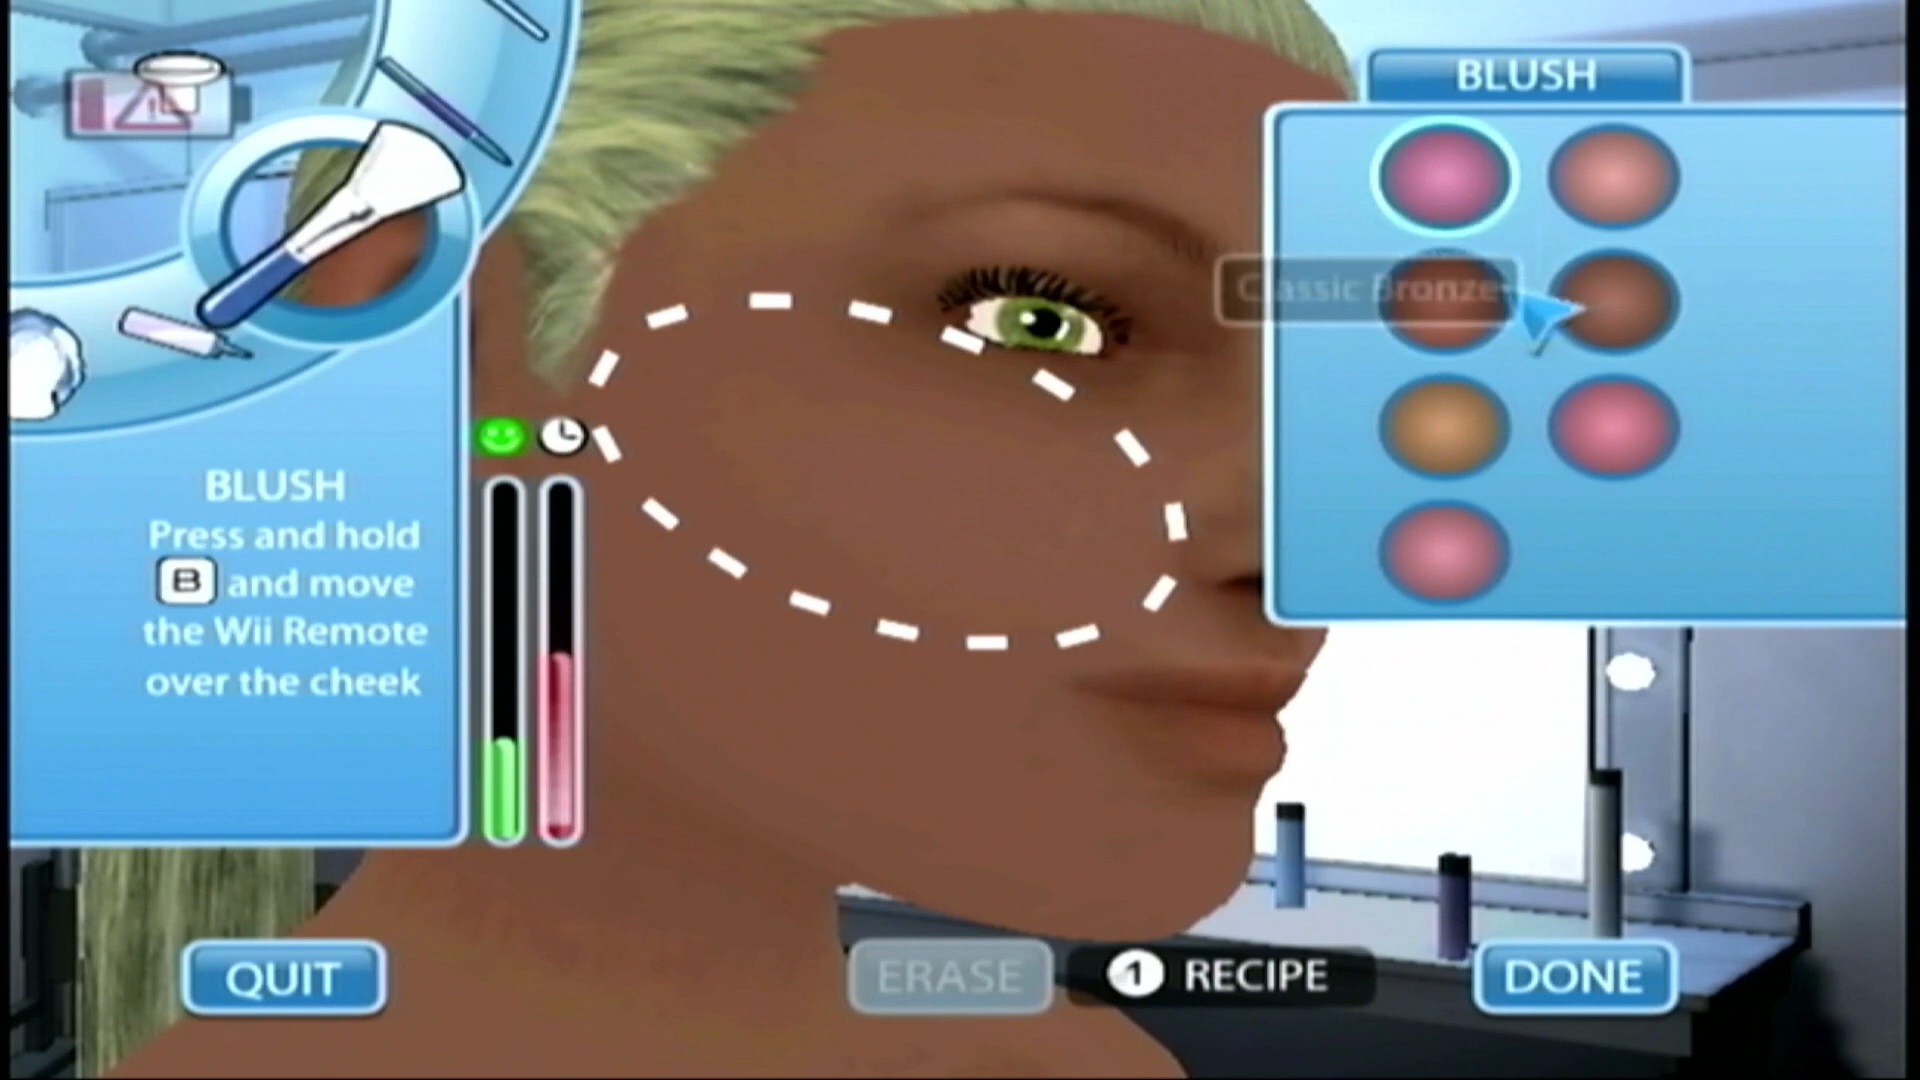 BLUSH
Classic Bronze
BLUSH
Press and hold
B and move
the Wii Remote
over the cheek
QUIT
ERASE
1 RECIPE
DONE